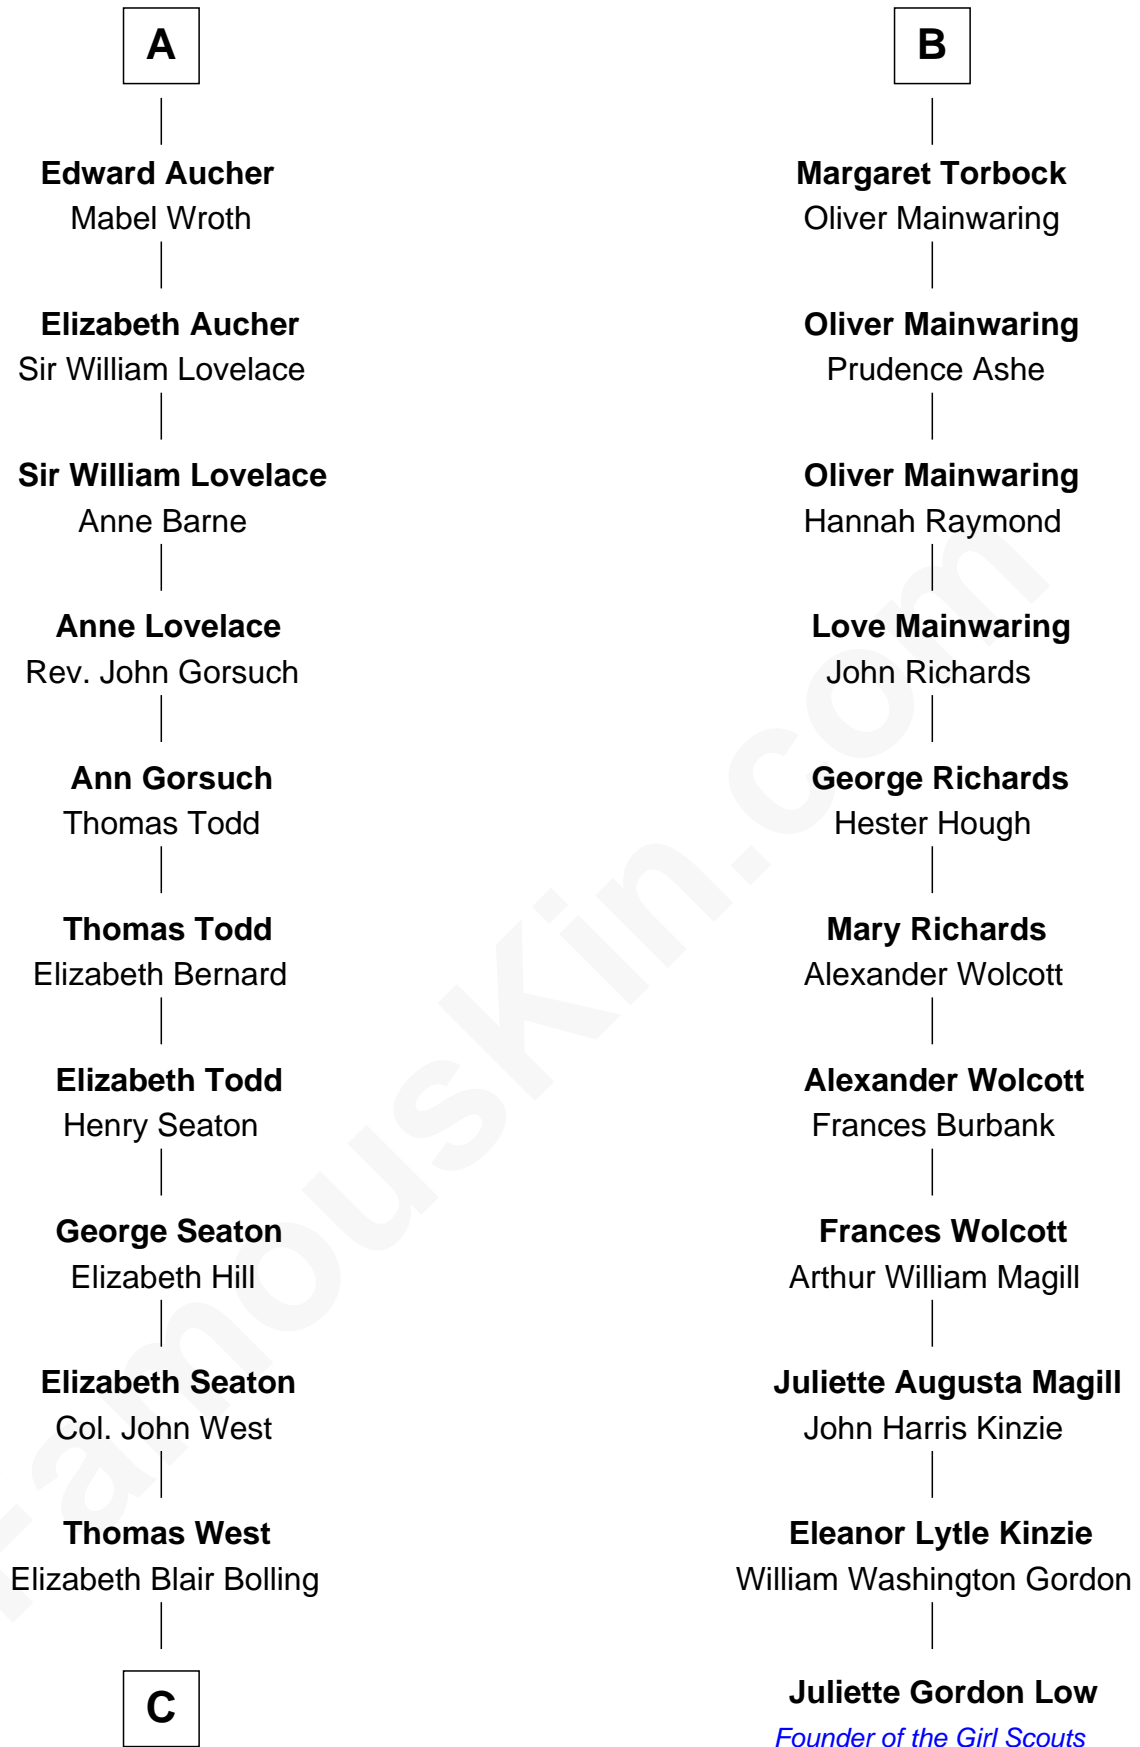 A
Edward Aucher
Mabel Wroth
Elizabeth Aucher
Sir William Lovelace
Sir William Lovelace
Anne Barne
Anne Lovelace
Rev. John Gorsuch
Ann Gorsuch
Thomas Todd
Thomas Todd
Elizabeth Bernard
Elizabeth Todd
Henry Seaton
George Seaton
Elizabeth Hill
Elizabeth Seaton
Col. John West
Thomas West
Elizabeth Blair Bolling
C
B
Margaret Torbock
Oliver Mainwaring
Oliver Mainwaring
Prudence Ashe
Oliver Mainwaring
Hannah Raymond
Love Mainwaring
John Richards
George Richards
Hester Hough
Mary Richards
Alexander Wolcott
Alexander Wolcott
Frances Burbank
Frances Wolcott
Arthur William Magill
Juliette Augusta Magill
John Harris Kinzie
Eleanor Lytle Kinzie
William Washington Gordon
Juliette Gordon Low
Founder of the Girl Scouts
FamousKin.com